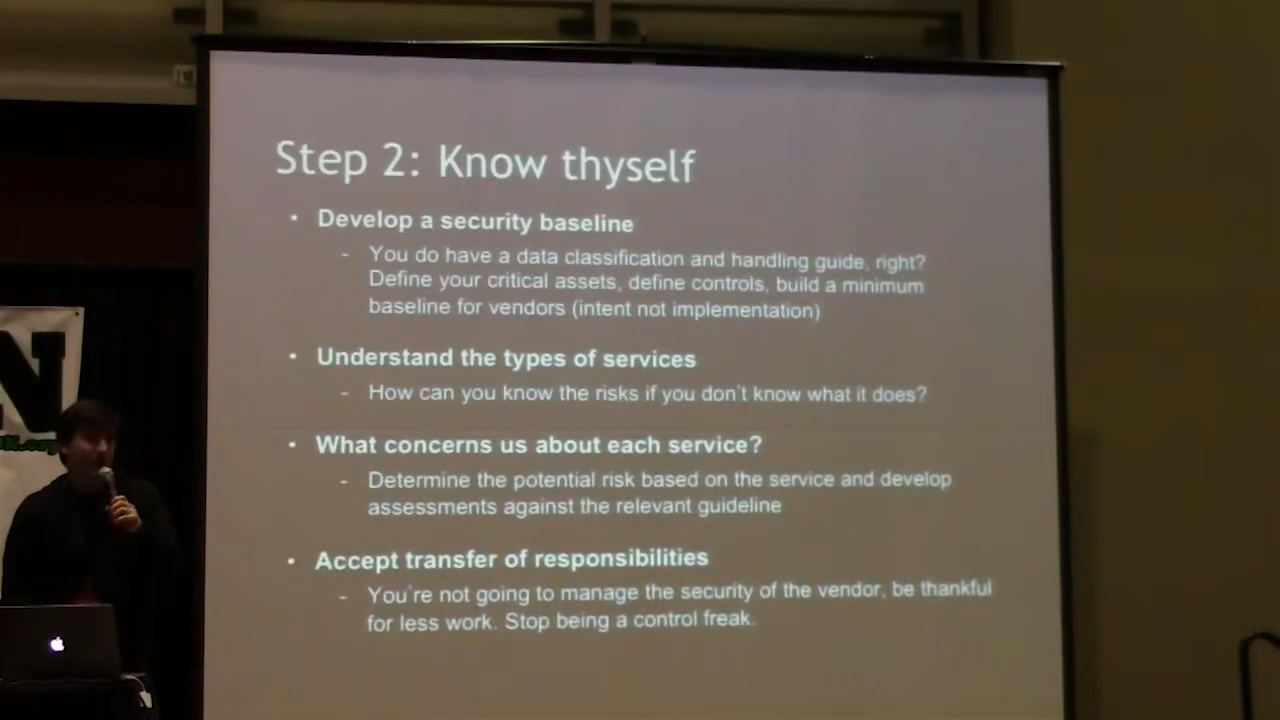 Step 2: Know thyself
• Develop a security baseline
- You do have a data classification and handling guide, right?
Define your critical assets, define controls, build a minimum
baseline for vendors (intent not implementation)
• Understand the types of services
- How can you know the risks if you don't know what it does?
• What concerns us about each service?
- Determine the potential risk based on the service and develop
assessments against the relevant guideline
• Accept transfer of responsibilities
- You're not going to manage the security of the vendor, be thankful
for less work. Stop being a control freak.
N